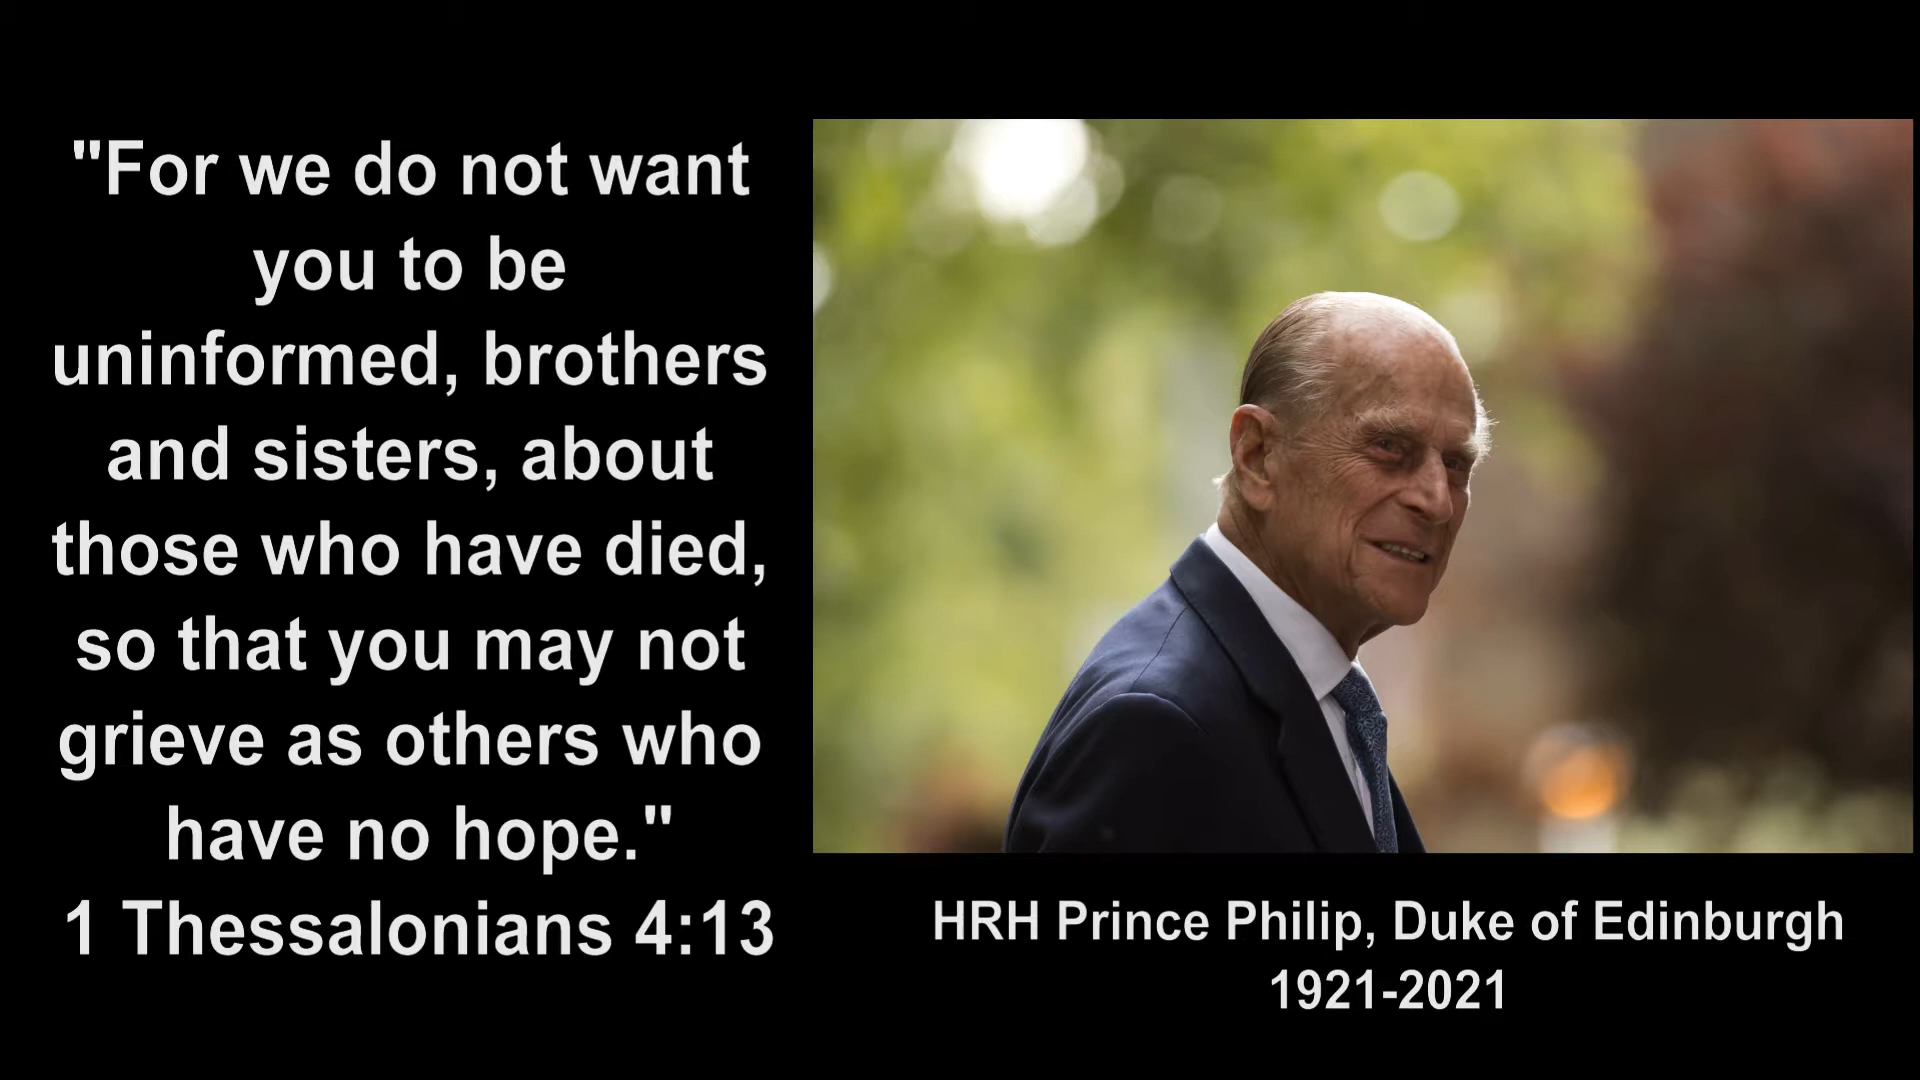 "For we do not want
you to be
uninformed, brothers
and sisters, about
those who have died,
so that you may not
grieve as others who
have no hope."
1 Thessalonians 4:13
HRH Prince Philip, Duke of Edinburgh
1921-2021